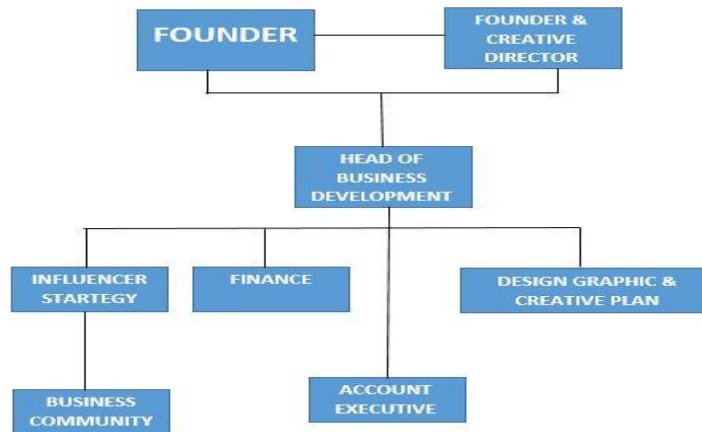 FOUNDER
FOUNDER &
CREATIVE
DIRECTOR
HEAD OF
BUSINESS
DEVELOPMENT
INFLUENCER
STARTEGY
FINANCE
DESIGN GRAPHIC &
CREATIVE PLAN
BUSINESS
COMMUNITY
ACCOUNT
EXECUTIVE